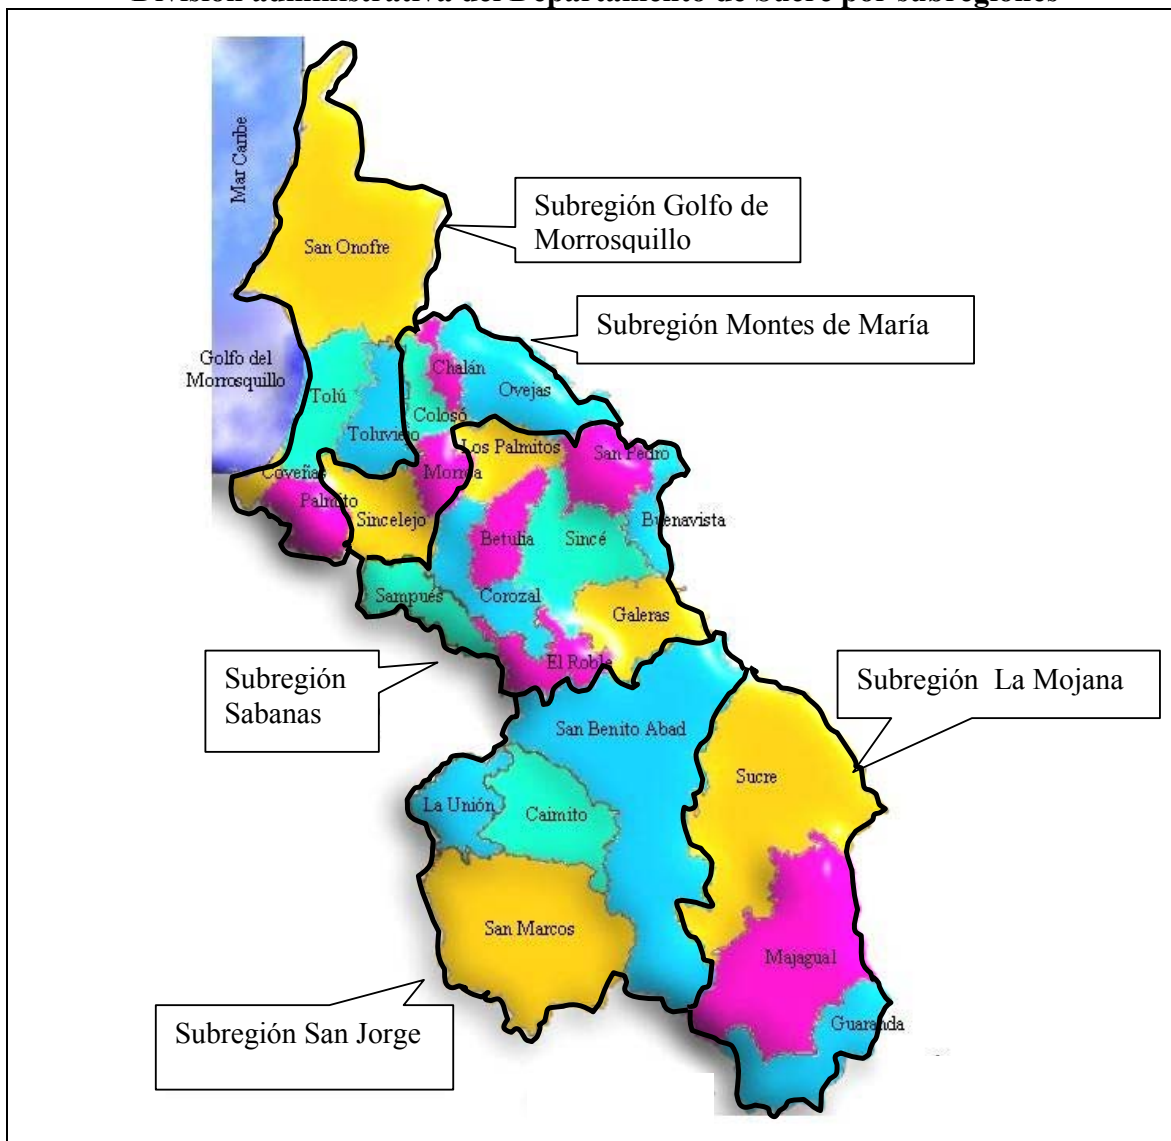 División administrativa del Departamento de Sucre por subregiones
Mar Caribe
San Onofre
Subregión Golfo de
Morrosquillo
Subregión Montes de María
Golfo del
Morrosquillo
Tolú
Toluviejo
Chalán
Colosó
Ovejas
Coveñas
Palmito
Sincelejo
Morroa
Los Palmitos
San Pedro
Buenavista
Betulia
Sincé
Sampués
Corozal
Galeras
El Roble
Subregión
Sabanas
Subregión La Mojana
San Benito Abad
Sucre
La Unión
Caimito
San Marcos
Majagual
Guaranda
Subregión San Jorge